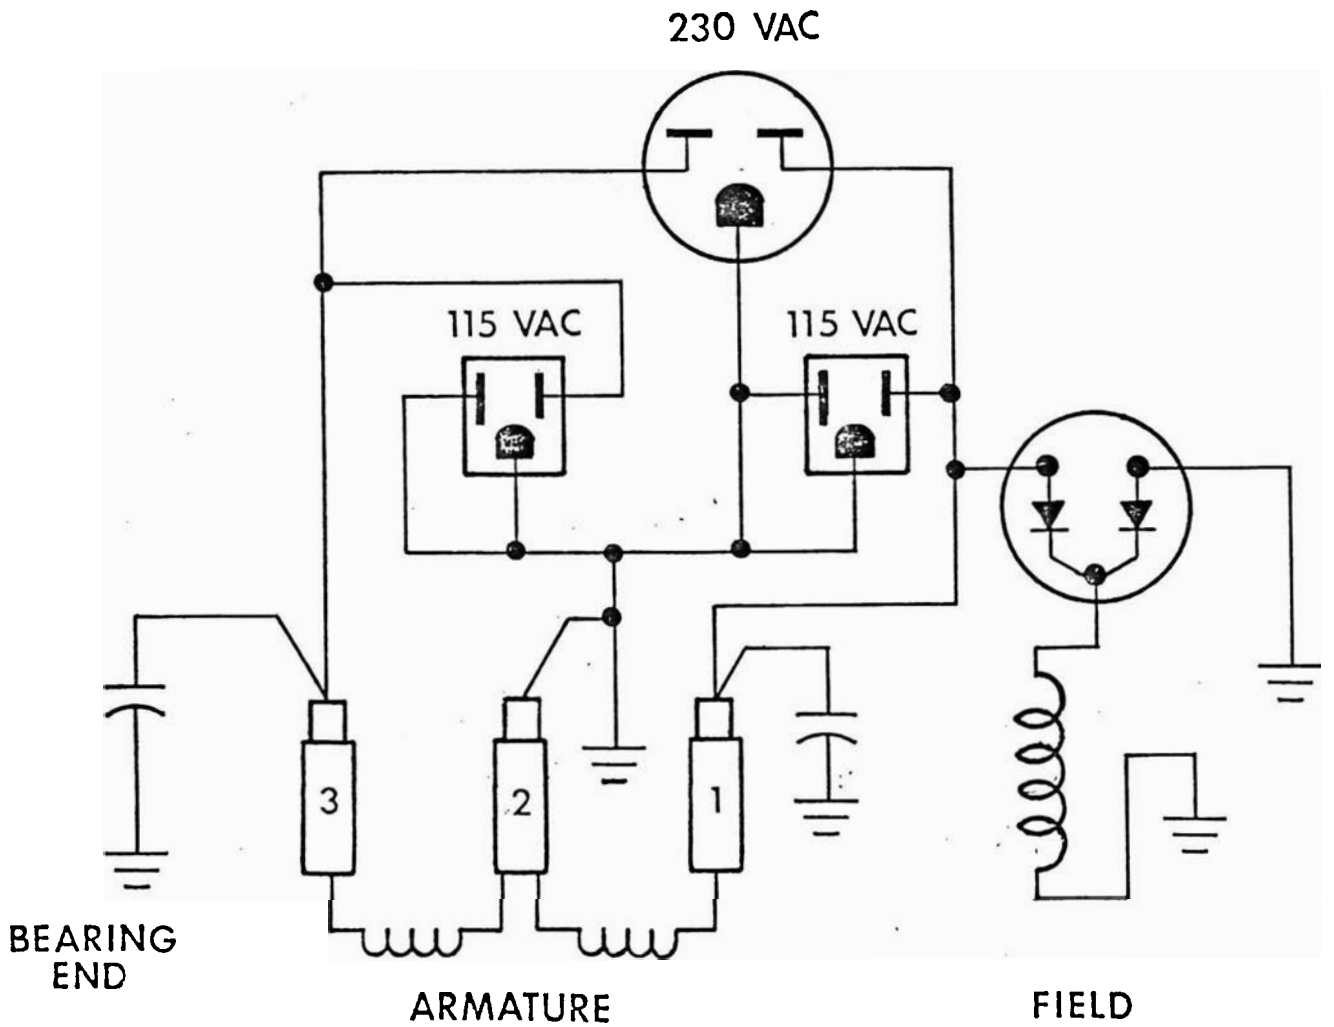 230 VAC
115 VAC
115 VAC
3
2
1
BEARING
END
ARMATURE
FIELD